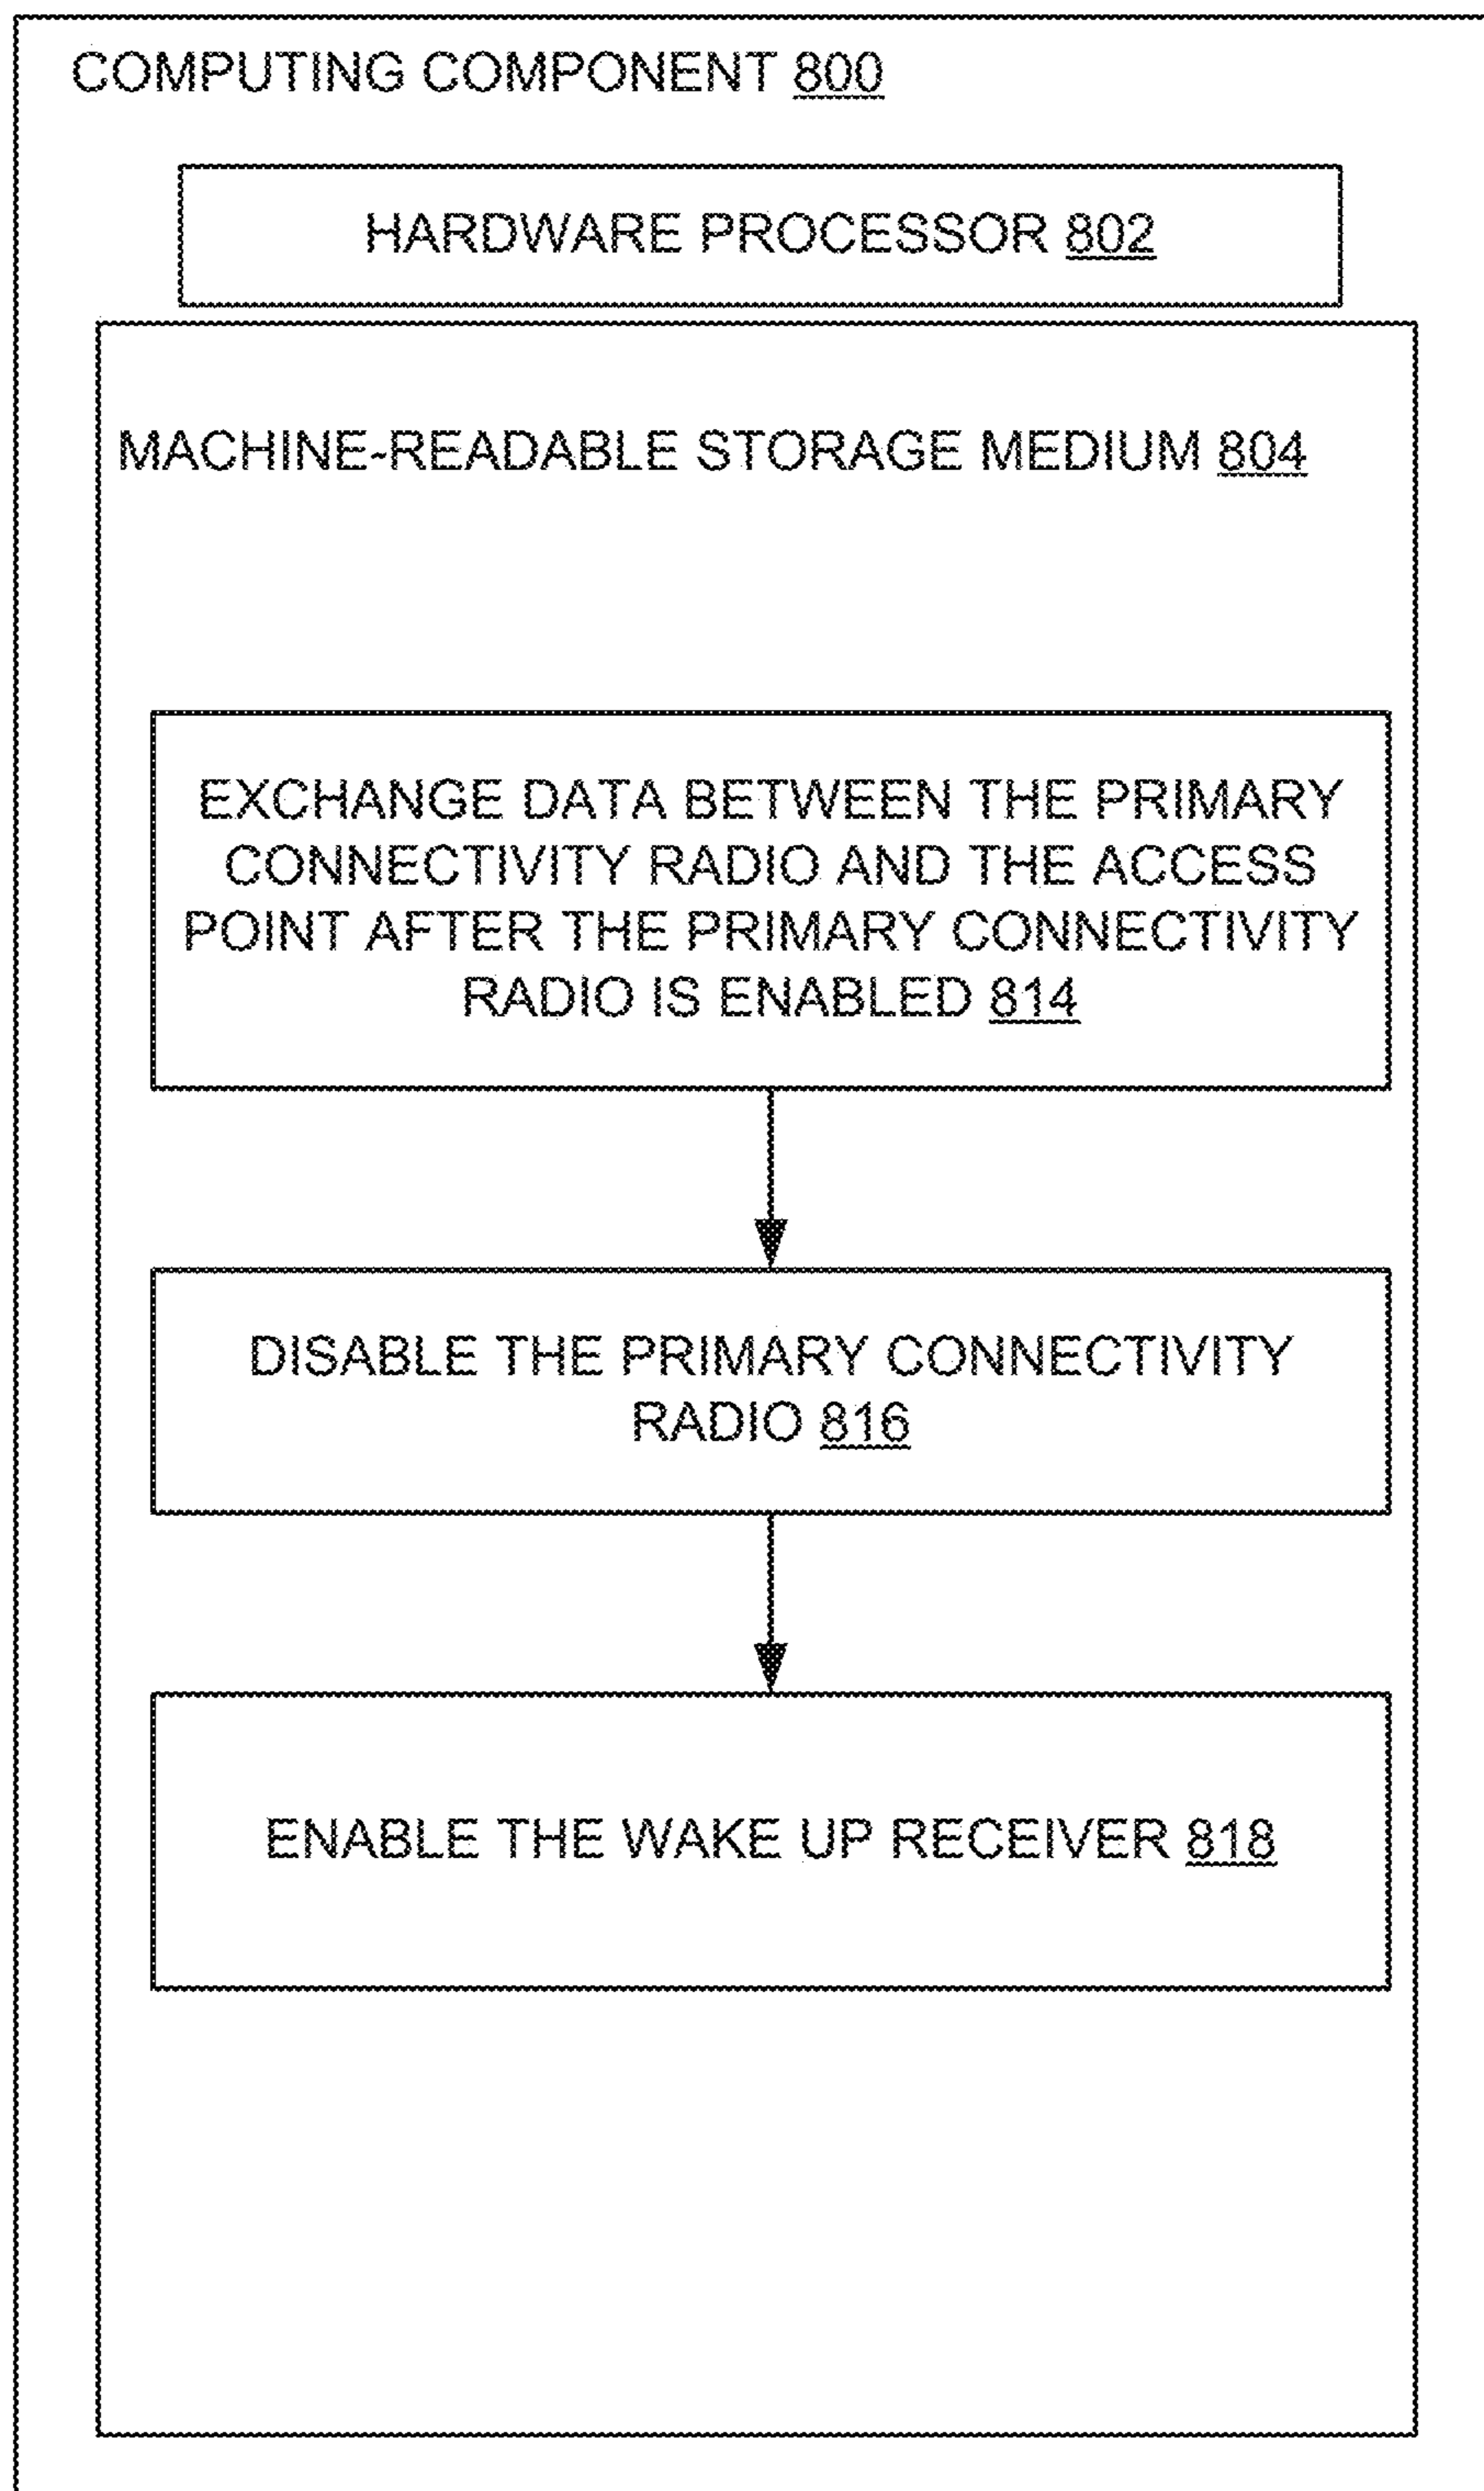 COMPUTING COMPONENT 800
HARDWARE PROCESSOR 802
MACHINE-READABLE STORAGE MEDIUM 804
EXCHANGE DATA BETWEEN THE PRIMARY
CONNECTIVITY RADIO AND THE ACCESS
POINT AFTER THE PRIMARY CONNECTIVITY
RADIO IS ENABLED 814
DISABLE THE PRIMARY CONNECTIVITY
RADIO 816
ENABLE THE WAKE UP RECEIVER 818